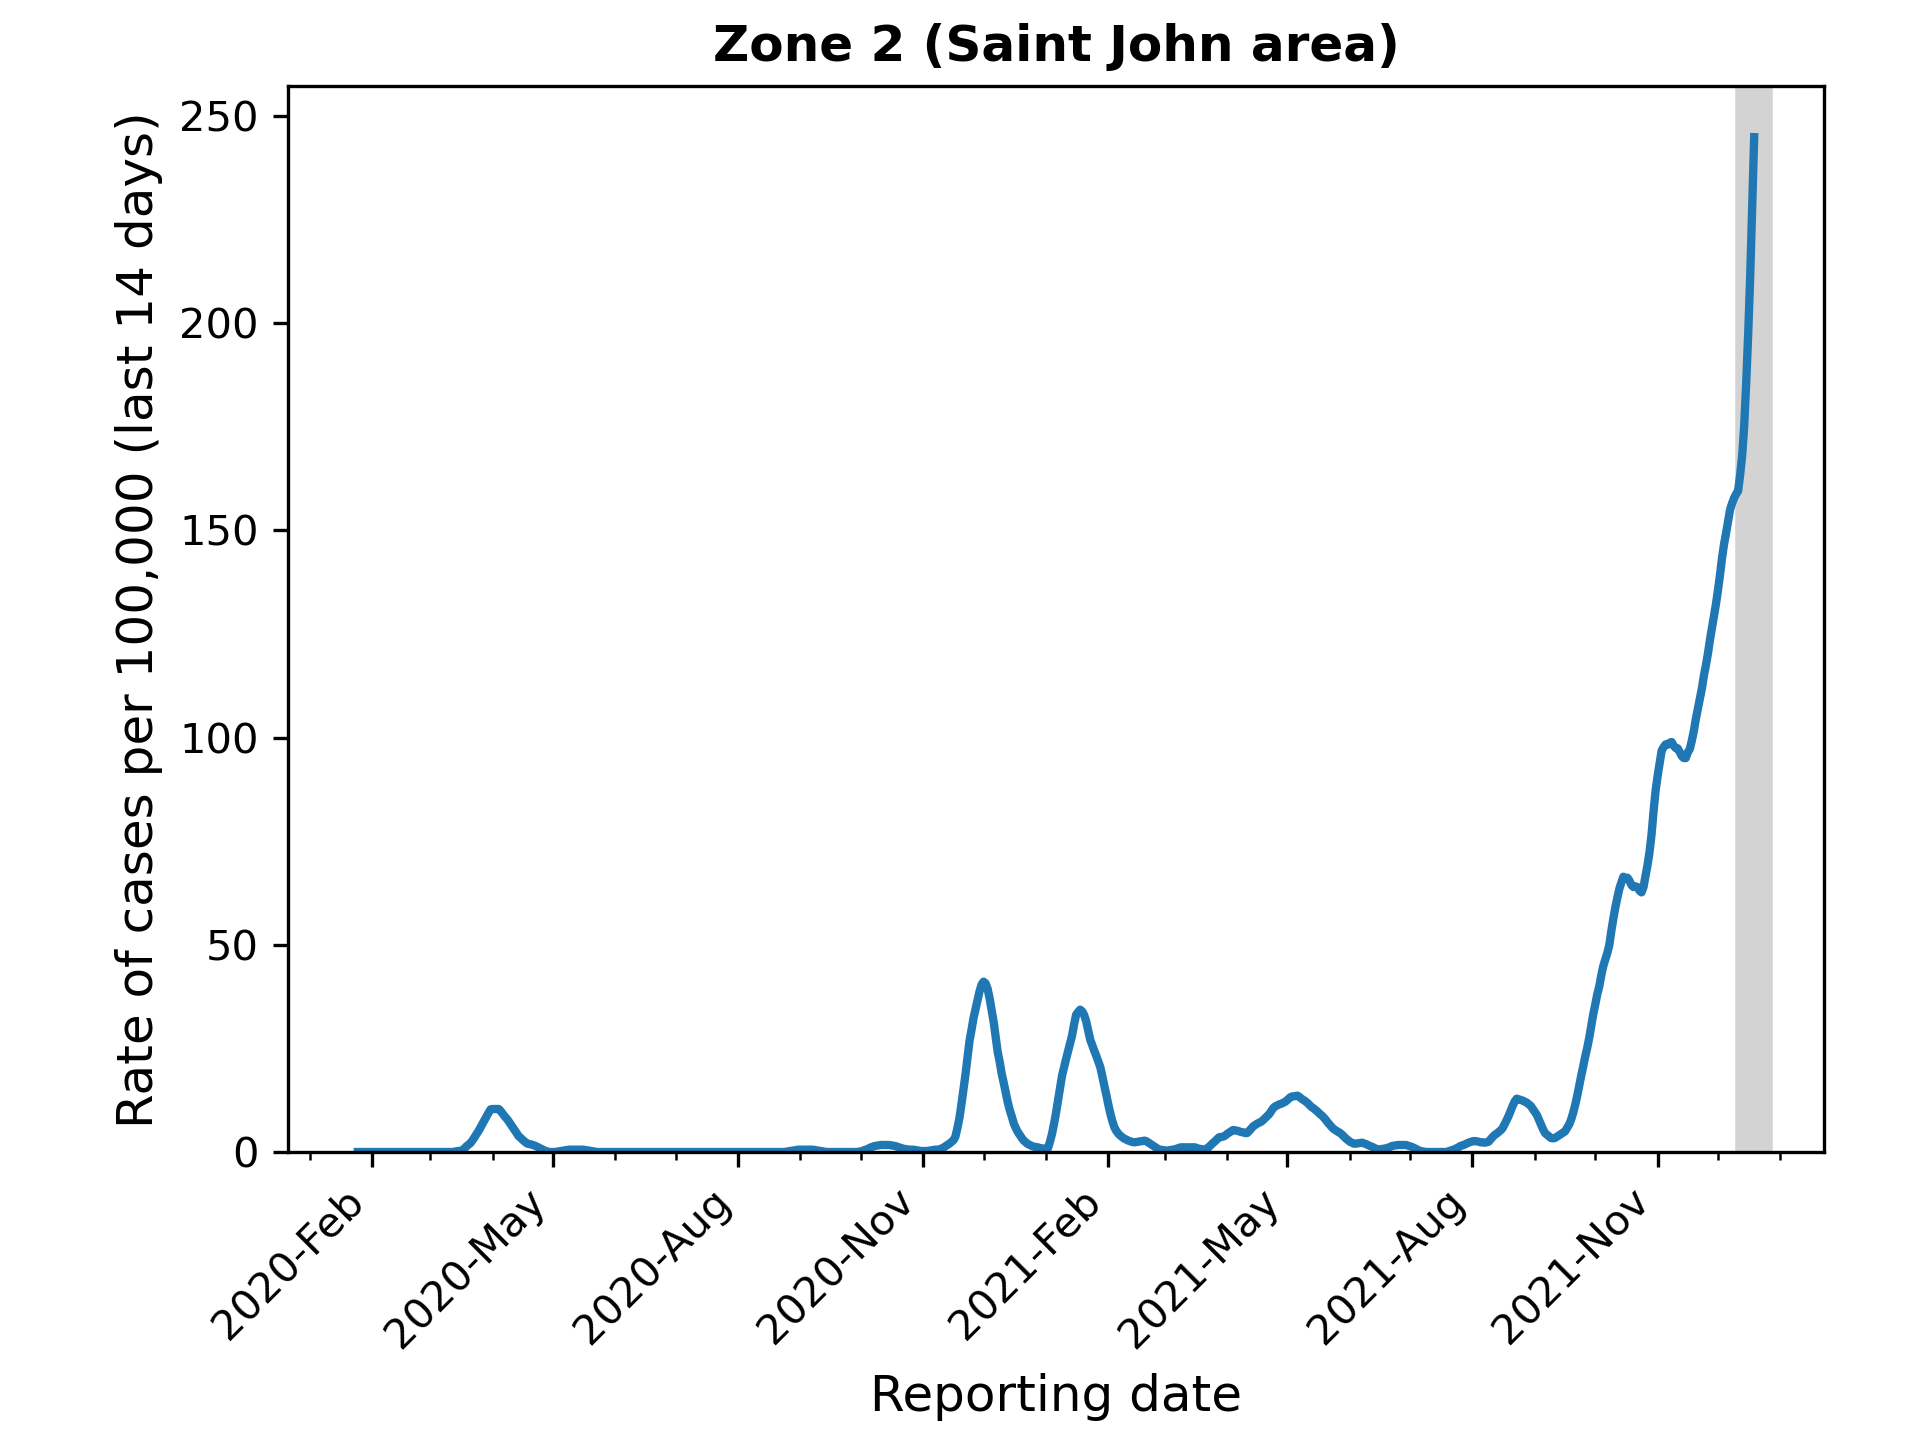 Zone 2 (Saint John area)
Rate of cases per 100,000 (last 14 days)
250
200
150
100
50
0
2020-Feb
2020-May
2020-Aug
2020-Nov
2021-Feb
2021-May
2021-Aug
2021-Nov
Reporting date